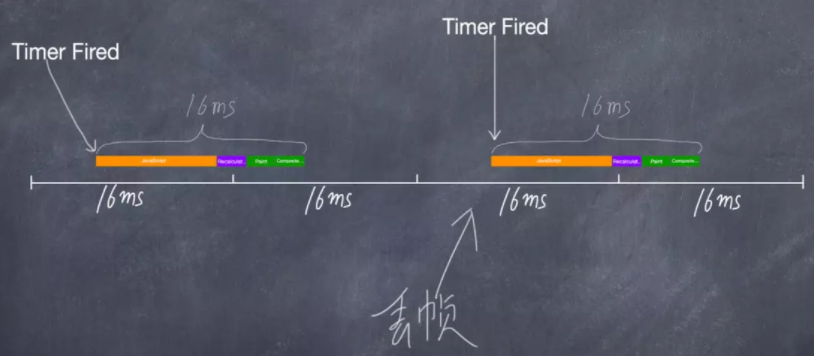 Timer Fired
Timer Fired
16ms
16ms
JavaScript
Recalculat...
Paint
Composite...
JavaScript
Recalculat...
Paint
Composite...
16ms
16ms
16ms
16ms
丢帧